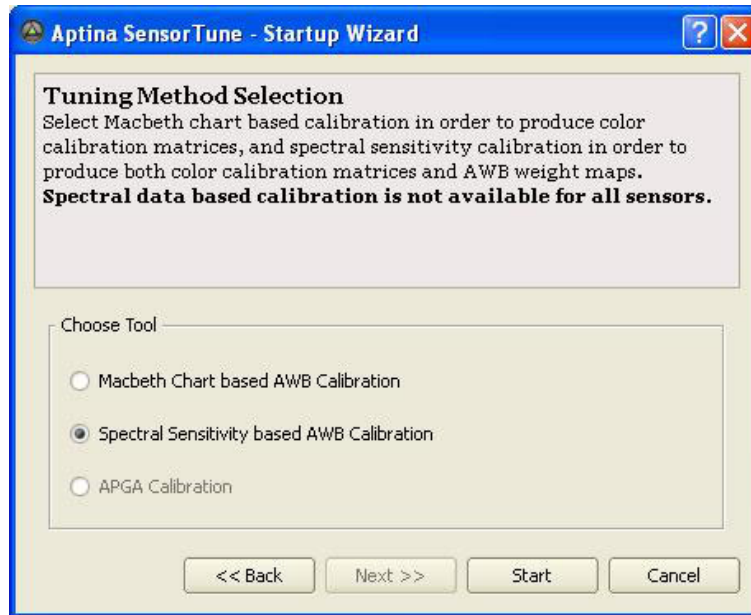 Aptina SensorTune - Startup Wizard
Tuning Method Selection
Select Macbeth chart based calibration in order to produce color
calibration matrices, and spectral sensitivity calibration in order to
produce both color calibration matrices and AWB weight maps.
Spectral data based calibration is not available for all sensors.
Choose Tool
Macbeth Chart based AWB Calibration
Spectral Sensitivity based AWB Calibration
APGA Calibration
<< Back
Next >>
Start
Cancel